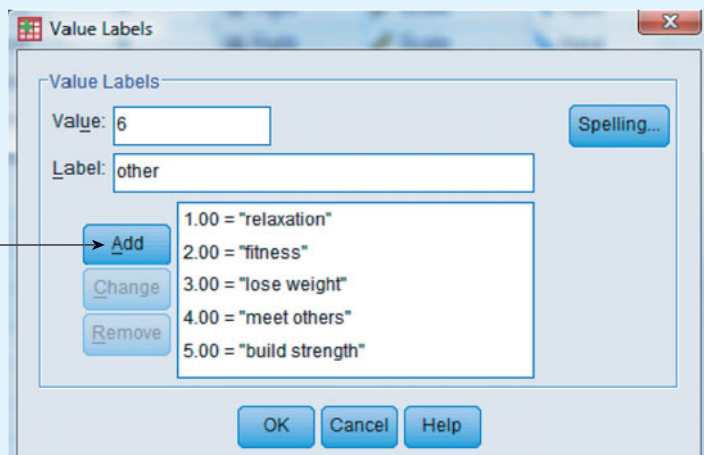 Value Labels
Value Labels
Value: 6
Spelling...
Label: other
Add
Change
Remove
1.00 = "relaxation"
2.00 = "fitness"
3.00 = "lose weight"
4.00 = "meet others"
5.00 = "build strength"
OK Cancel Help